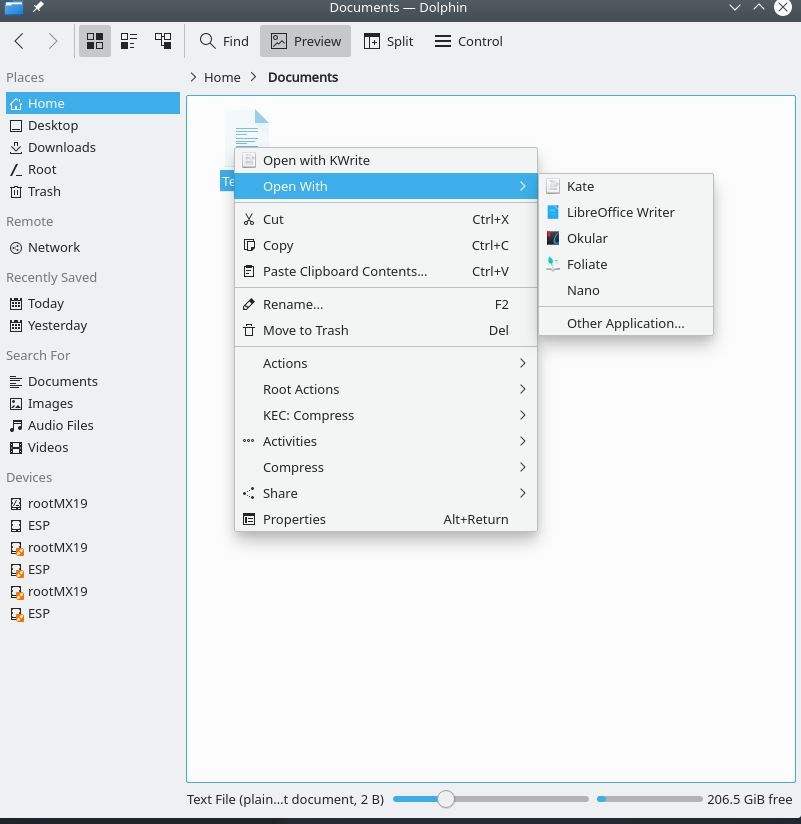 Documents — Dolphin
Find
Preview
Split
Control
Places
Home
Desktop
Downloads
Root
Trash
Remote
Network
Recently Saved
Today
Yesterday
Search For
Documents
Images
Audio Files
Videos
Devices
rootMX19
ESP
rootMX19
ESP
rootMX19
ESP
Home
Documents
Open with KWrite
Open With
Cut Ctrl+X
Copy Ctrl+C
Paste Clipboard Contents... Ctrl+V
Rename... F2
Move to Trash Del
Actions
Root Actions
KEC: Compress
Activities
Compress
Share
Properties Alt+Return
Kate
LibreOffice Writer
Okular
Foliate
Nano
Other Application...
Text File (plain...t document, 2 B)
206.5 GiB free